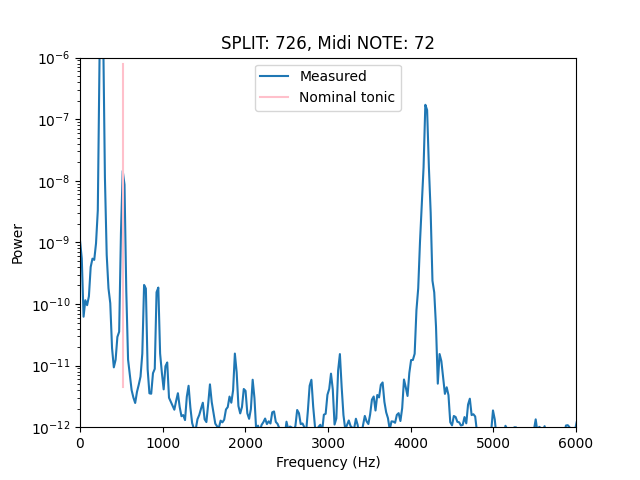 SPLIT: 726, Midi NOTE: 72
Measured
Nominal tonic
Power
10⁻⁶
10⁻⁷
10⁻⁸
10⁻⁹
10⁻¹⁰
10⁻¹¹
10⁻¹²
0 1000 2000 3000 4000 5000 6000
Frequency (Hz)